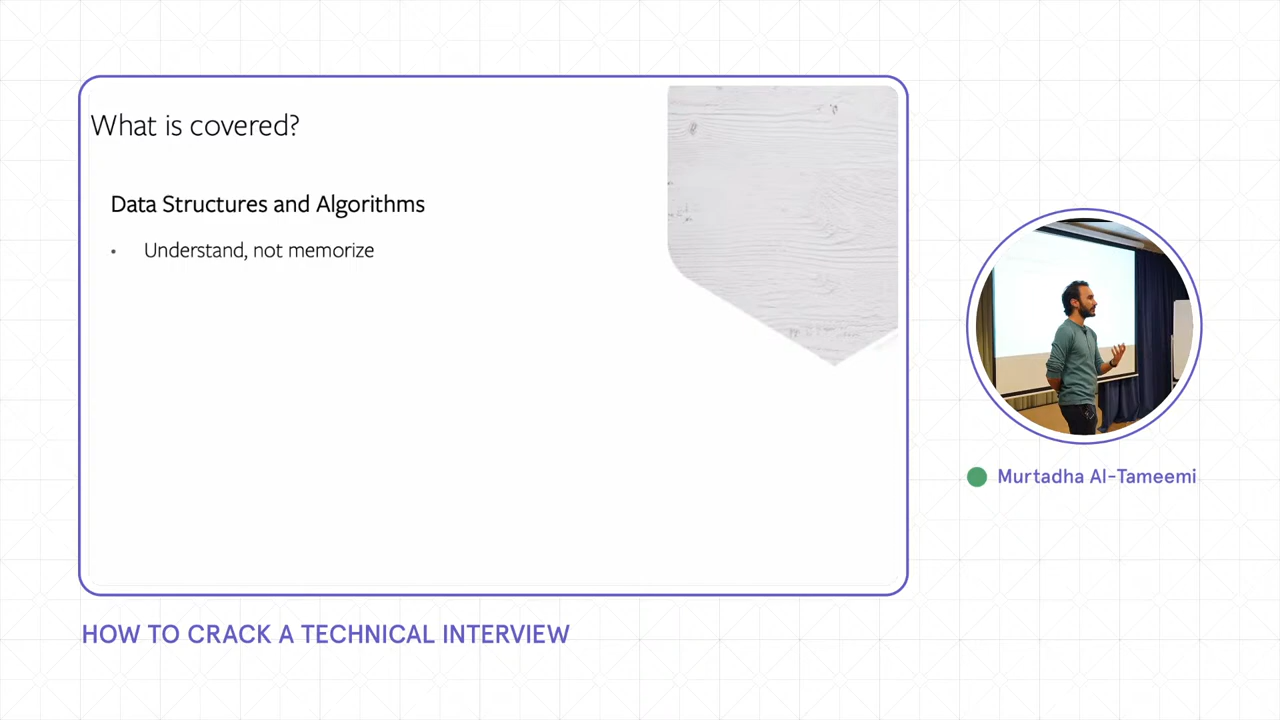 What is covered?
Data Structures and Algorithms
• Understand, not memorize
Murtadha Al-Tameemi
HOW TO CRACK A TECHNICAL INTERVIEW